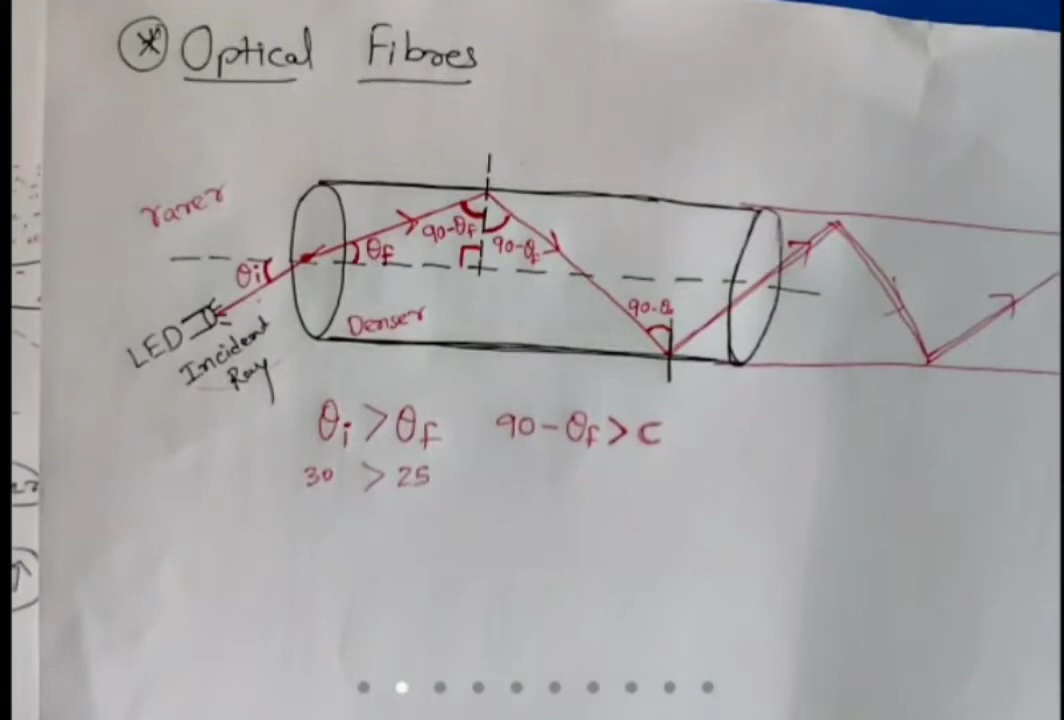 * Optical Fibres
rarer
θi
θf
90-θf
90-θf
90-θ
Denser
LED
Incident
Ray
θi > θf    90-θf > C
30 > 25